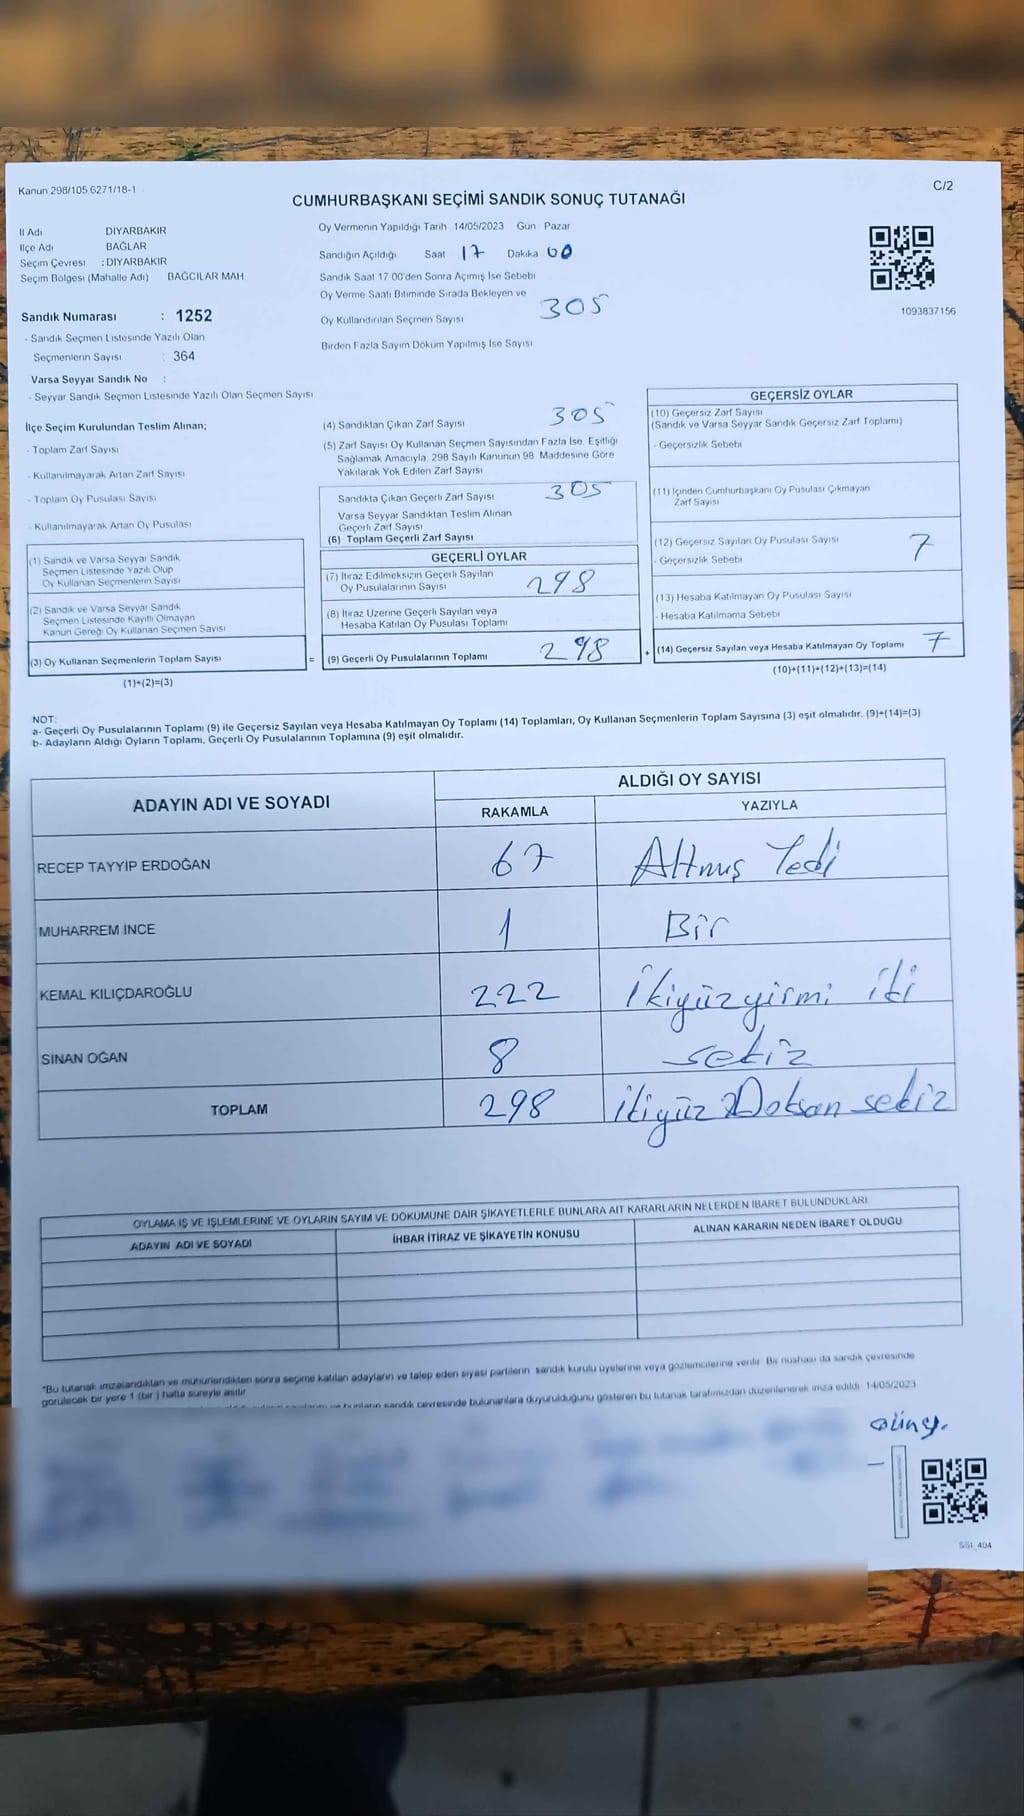 Kanun 298/105 6271/18-1
C/2
CUMHURBAŞKANI SEÇİMİ SANDIK SONUÇ TUTANAĞI
İl Adı DİYARBAKIR
İlçe Adı BAĞLAR
Seçim Çevresi : DİYARBAKIR
Seçim Bölgesi (Mahalle Adı) BAĞCILAR MAH
Sandık Numarası : 1252
- Sandık Seçmen Listesinde Yazılı Olan
Seçmenlerin Sayısı : 364
Varsa Seyyar Sandık No :
- Seyyar Sandık Seçmen Listesinde Yazılı Olan Seçmen Sayısı
Oy Vermenin Yapıldığı Tarih 14/05/2023 Gün Pazar
Sandığın Açıldığı Saat 17 Dakika 00
Sandık Saat 17 00'den Sonra Açımış İse Sebebi
Oy Verme Saati Bitiminde Sırada Bekleyen ve
Oy Kullandırılan Seçmen Sayısı 305
Birden Fazla Sayım Döküm Yapılmış İse Sayısı
1093837156
İlçe Seçim Kurulundan Teslim Alınan;
- Toplam Zarf Sayısı
- Kullanılmayarak Artan Zarf Sayısı
- Toplam Oy Pusulası Sayısı
- Kullanılmayarak Artan Oy Pusulası
(1) Sandık ve Varsa Seyyar Sandık
Seçmen Listesinde Yazılı Olup
Oy Kullanan Seçmenlerin Sayısı
(2) Sandık ve Varsa Seyyar Sandık
Seçmen Listesinde Kayıtlı Olmayan
Kanun Gereği Oy Kullanan Seçmen Sayısı
(3) Oy Kullanan Seçmenlerin Toplam Sayısı
(1)+(2)=(3)
(4) Sandıktan Çıkan Zarf Sayısı 305
(5) Zarf Sayısı Oy Kullanan Seçmen Sayısından Fazla İse, Eşitliği
Sağlamak Amacıyla, 298 Sayılı Kanunun 98 Maddesine Göre
Yakılarak Yok Edilen Zarf Sayısı
Sandıkta Çıkan Geçerli Zarf Sayısı 305
Varsa Seyyar Sandıktan Teslim Alınan
Geçerli Zarf Sayısı
(6) Toplam Geçerli Zarf Sayısı
GEÇERLİ OYLAR
(7) İtiraz Edilmeksizin Geçerli Sayılan
Oy Pusulalarının Sayısı 298
(8) İtiraz Üzerine Geçerli Sayılan veya
Hesaba Katılan Oy Pusulası Toplamı
= (9) Geçerli Oy Pusulalarının Toplamı 298
GEÇERSİZ OYLAR
(10) Geçersiz Zarf Sayısı
(Sandık ve Varsa Seyyar Sandık Geçersiz Zarf Toplamı)
- Geçersizlik Sebebi
(11) İçinden Cumhurbaşkanı Oy Pusulası Çıkmayan
Zarf Sayısı
(12) Geçersiz Sayılan Oy Pusulası Sayısı 7
- Geçersizlik Sebebi
(13) Hesaba Katılmayan Oy Pusulası Sayısı
- Hesaba Katılmama Sebebi
+ (14) Geçersiz Sayılan veya Hesaba Katılmayan Oy Toplamı 7
(10)+(11)+(12)+(13)=(14)
NOT:
a- Geçerli Oy Pusulalarının Toplamı (9) ile Geçersiz Sayılan veya Hesaba Katılmayan Oy Toplamı (14) Toplamları, Oy Kullanan Seçmenlerin Toplam Sayısına (3) eşit olmalıdır. (9)+(14)=(3)
b- Adayların Aldığı Oyların Toplamı, Geçerli Oy Pusulalarının Toplamına (9) eşit olmalıdır.
ADAYIN ADI VE SOYADI ALDIĞI OY SAYISI
RAKAMLA YAZIYLA
RECEP TAYYİP ERDOĞAN 67 Altmış Yedi
MUHARREM İNCE 1 Bir
KEMAL KILIÇDAROĞLU 222 İkiyüzyirmi iki
SİNAN OĞAN 8 sekiz
TOPLAM 298 ikiyüz Doksan sekiz
OYLAMA İŞ VE İŞLEMLERİNE VE OYLARIN SAYIM VE DÖKÜMÜNE DAİR ŞİKAYETLERLE BUNLARA AİT KARARLARIN NELERDEN İBARET BULUNDUKLARI
ADAYIN ADI VE SOYADI İHBAR İTİRAZ VE ŞİKAYETİN KONUSU ALINAN KARARIN NEDEN İBARET OLDUĞU
*Bu tutanak imzalandıktan ve mühürlendikten sonra seçime katılan adayların ve talep eden siyasi partilerin sandık kurulu üyelerine veya gözlemcilerine verilir Bir nüshası da sandık çevresinde
görülecek bir yere 1 (bir) hafta süreyle asılır
sandık çevresinde bulunanlara duyurulduğunu gösteren bu tutanak tarafımızdan düzenlenerek imza edildi 14/05/2023
SSI_404